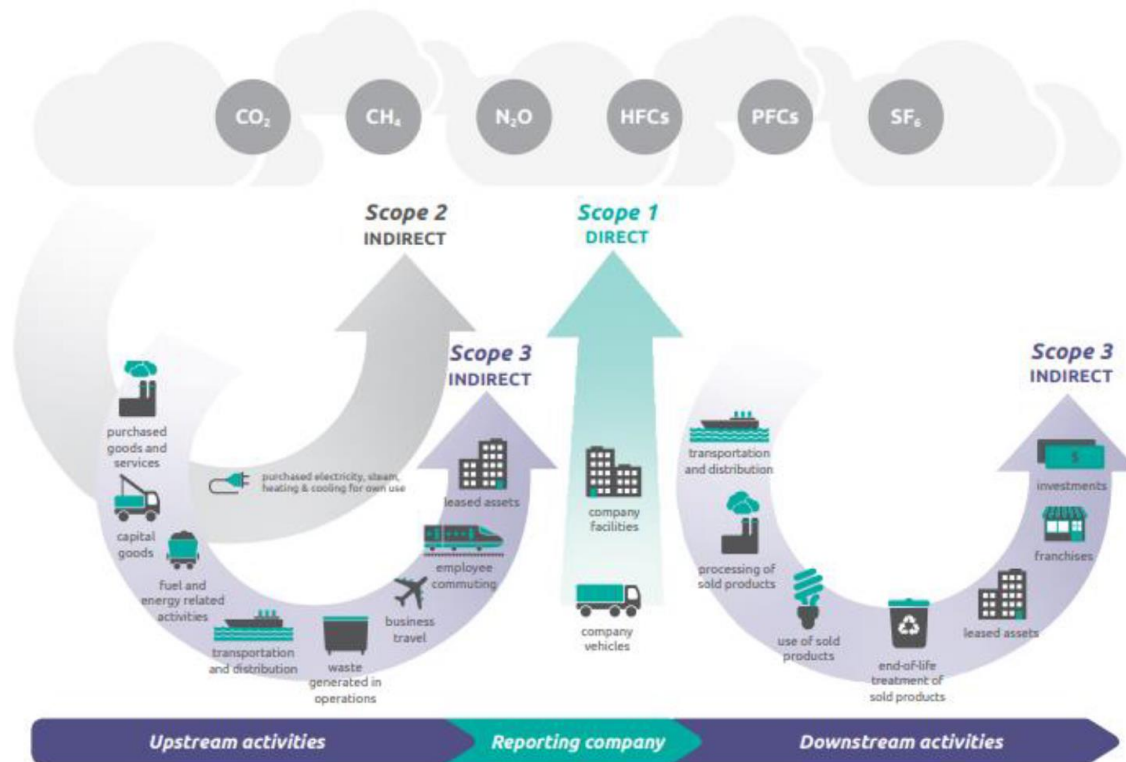 CO₂
CH₄
N₂O
HFCs
PFCs
SF₆
Scope 2
INDIRECT
Scope 1
DIRECT
Scope 3
INDIRECT
Scope 3
INDIRECT
purchased
goods and
services
capital
goods
fuel and
energy related
activities
transportation
and distribution
waste
generated in
operations
business
travel
employee
commuting
leased assets
purchased electricity, steam,
heating & cooling for own use
company
facilities
company
vehicles
transportation
and distribution
processing of
sold products
use of sold
products
end-of-life
treatment of
sold products
leased assets
franchises
$
investments
Upstream activities
Reporting company
Downstream activities